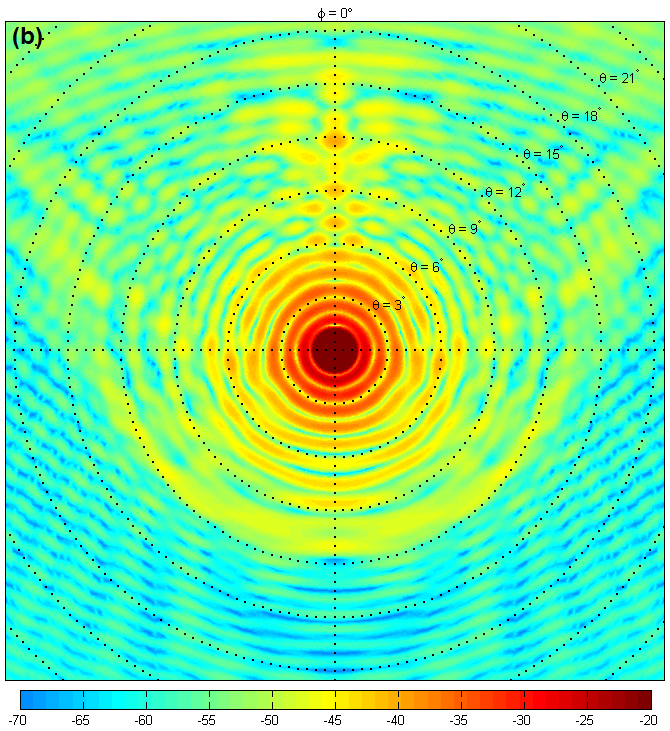 ϕ = 0°
(b)
θ = 21°
θ = 18°
θ = 15°
θ = 12°
θ = 9°
θ = 6°
θ = 3°
-70 -65 -60 -55 -50 -45 -40 -35 -30 -25 -20